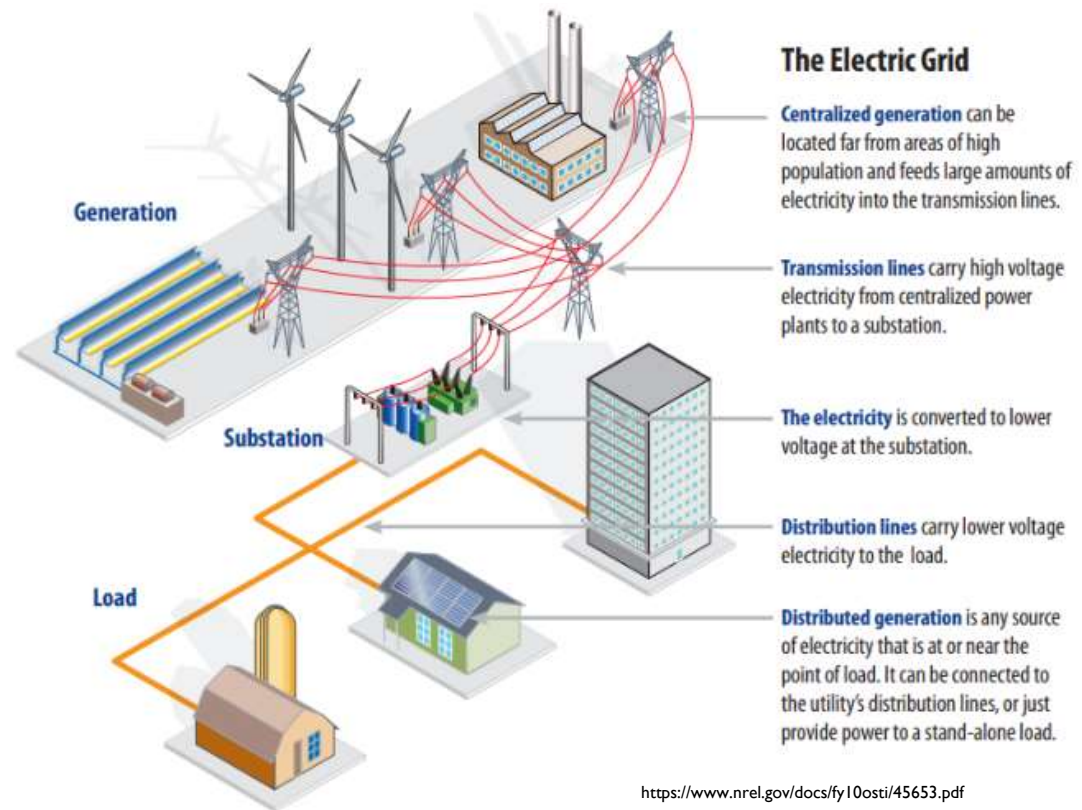 The Electric Grid
Centralized generation can be
located far from areas of high
population and feeds large amounts of
electricity into the transmission lines.
Generation
Transmission lines carry high voltage
electricity from centralized power
plants to a substation.
Substation
The electricity is converted to lower
voltage at the substation.
Distribution lines carry lower voltage
electricity to the load.
Load
Distributed generation is any source
of electricity that is at or near the
point of load. It can be connected to
the utility's distribution lines, or just
provide power to a stand-alone load.
https://www.nrel.gov/docs/fy10osti/45653.pdf